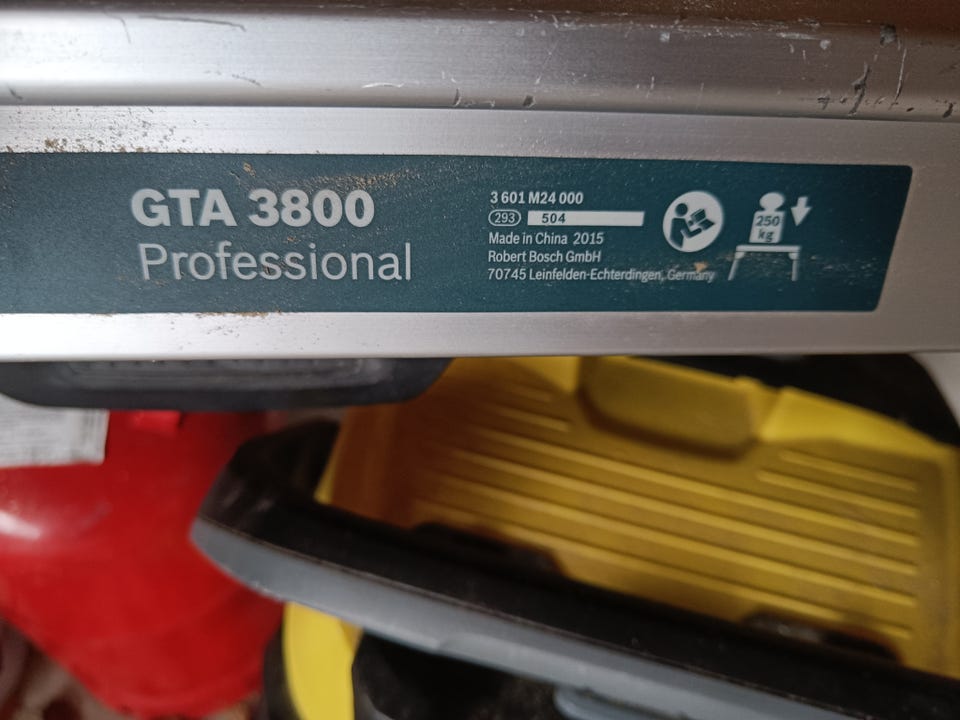 GTA 3800
Professional
3 601 M24 000
293 504
Made in China 2015
Robert Bosch GmbH
70745 Leinfelden-Echterdingen, Germany
250
kg